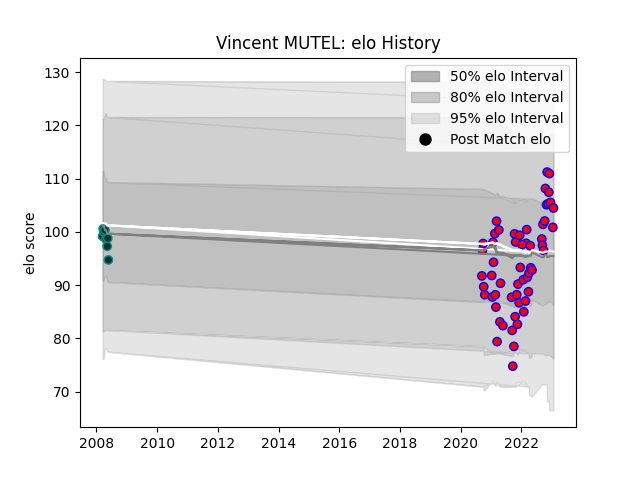 Vincent MUTEL: elo History
50% elo Interval
80% elo Interval
95% elo Interval
Post Match elo
elo score
130
120
110
100
90
80
70
2008 2010 2012 2014 2016 2018 2020 2022